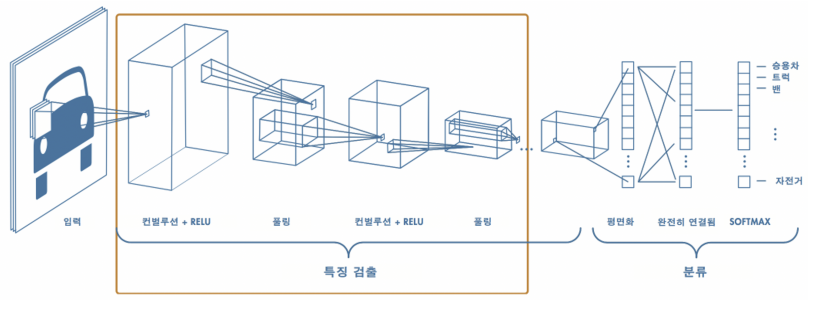 승용차
트럭
밴
자전거
입력
컨벌루션 + RELU
풀링
컨벌루션 + RELU
풀링
평면화
완전히 연결됨
SOFTMAX
특징 검출
분류